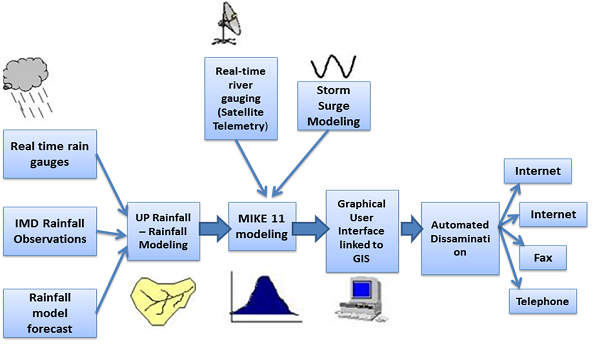 Real-time
river
gauging
(Satellite
Telemetry)
Storm
Surge
Modeling
Real time rain
gauges
IMD Rainfall
Observations
Rainfall
model
forecast
UP Rainfall
– Rainfall
Modeling
MIKE 11
modeling
Graphical
User
Interface
linked to
GIS
Automated
Dissaminati
on
Internet
Internet
Fax
Telephone